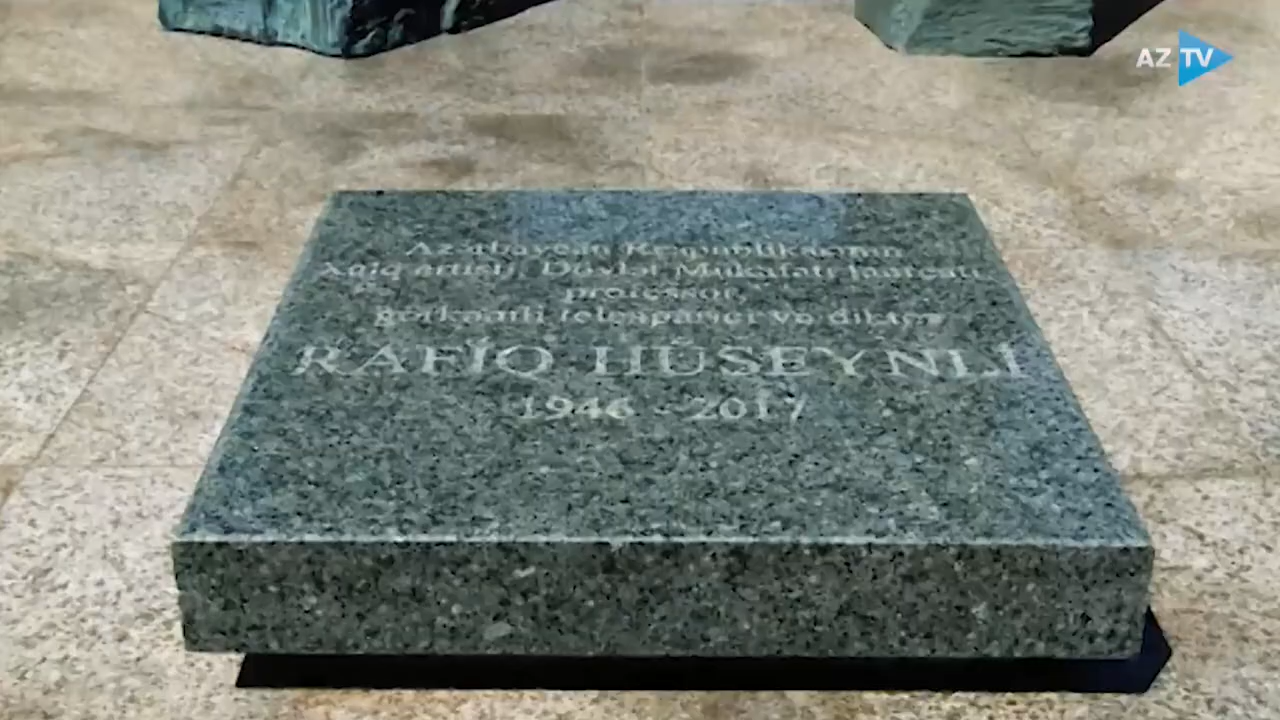 AZ TV
Azərbaycan Respublikasının
Xalq artisti, Dövlət Mükafatı laureatı,
professor,
görkəmli teleaparıcı və diktor
RAFİQ HÜSEYNLİ
1946 - 2017